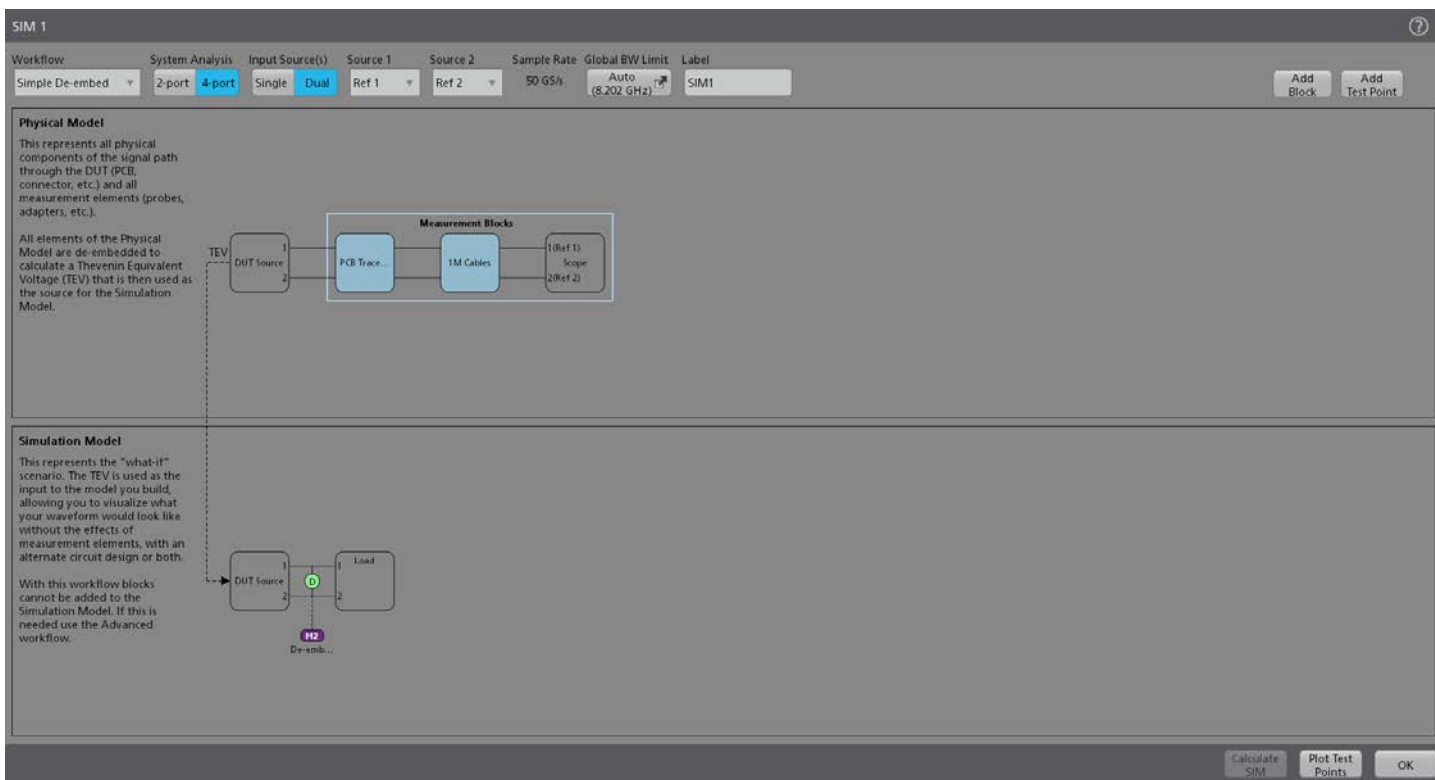 SIM 1
Workflow System Analysis Input Source(s) Source 1 Source 2 Sample Rate Global BW Limit Label
Simple De-embed 2-port 4-port Single Dual Ref 1 Ref 2 50 GS/s Auto (8.202 GHz) SIM1 Add Block Add Test Point
Physical Model
This represents all physical
components of the signal path
through the DUT (PCB,
connector, etc.) and all
measurement elements (probes,
adapters, etc.).
All elements of the Physical
Model are de-embedded to
calculate a Thevenin Equivalent
Voltage (TEV) that is then used as
the source for the Simulation
Model.
Measurement Blocks
TEV
1
DUT Source
2
PCB Trace...
1M Cables
1(Ref 1)
Scope
2(Ref 2)
Simulation Model
This represents the "what-if"
scenario. The TEV is used as the
input to the model you build,
allowing you to visualize what
your waveform would look like
without the effects of
measurement elements, with an
alternate circuit design or both.
With this workflow blocks
cannot be added to the
Simulation Model. If this is
needed use the Advanced
workflow.
1
DUT Source
2
D
1 Load
2
M2
De-emb...
Calculate SIM
Plot Test Points
OK